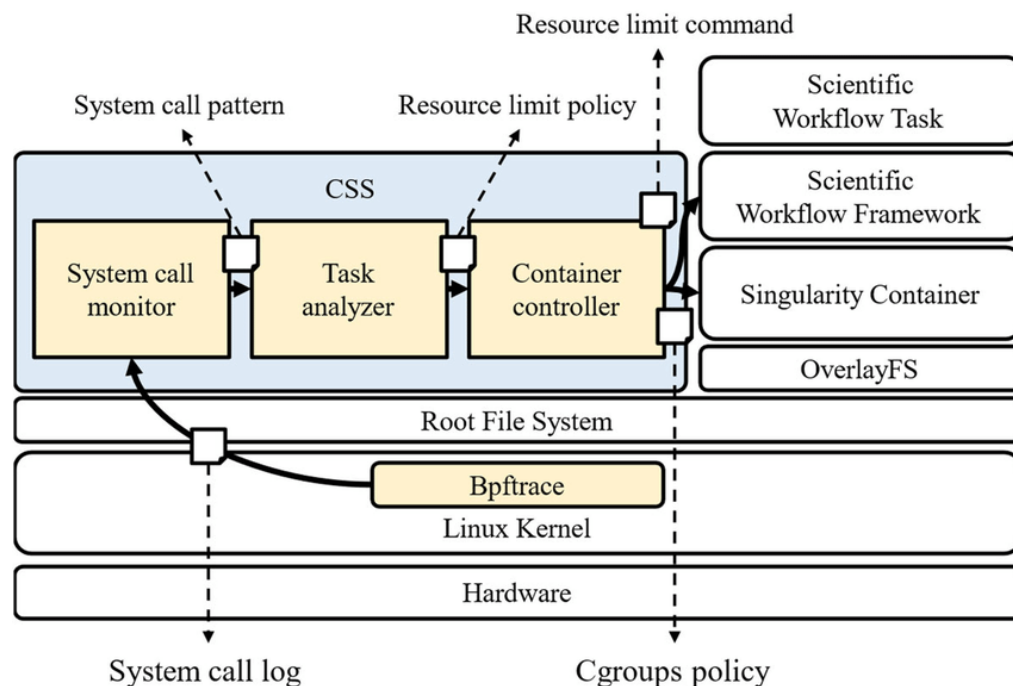 Resource limit command
System call pattern
Resource limit policy
Scientific
Workflow Task
CSS
Scientific
Workflow Framework
System call
monitor
Task
analyzer
Container
controller
Singularity Container
OverlayFS
Root File System
Bpftrace
Linux Kernel
Hardware
System call log
Cgroups policy